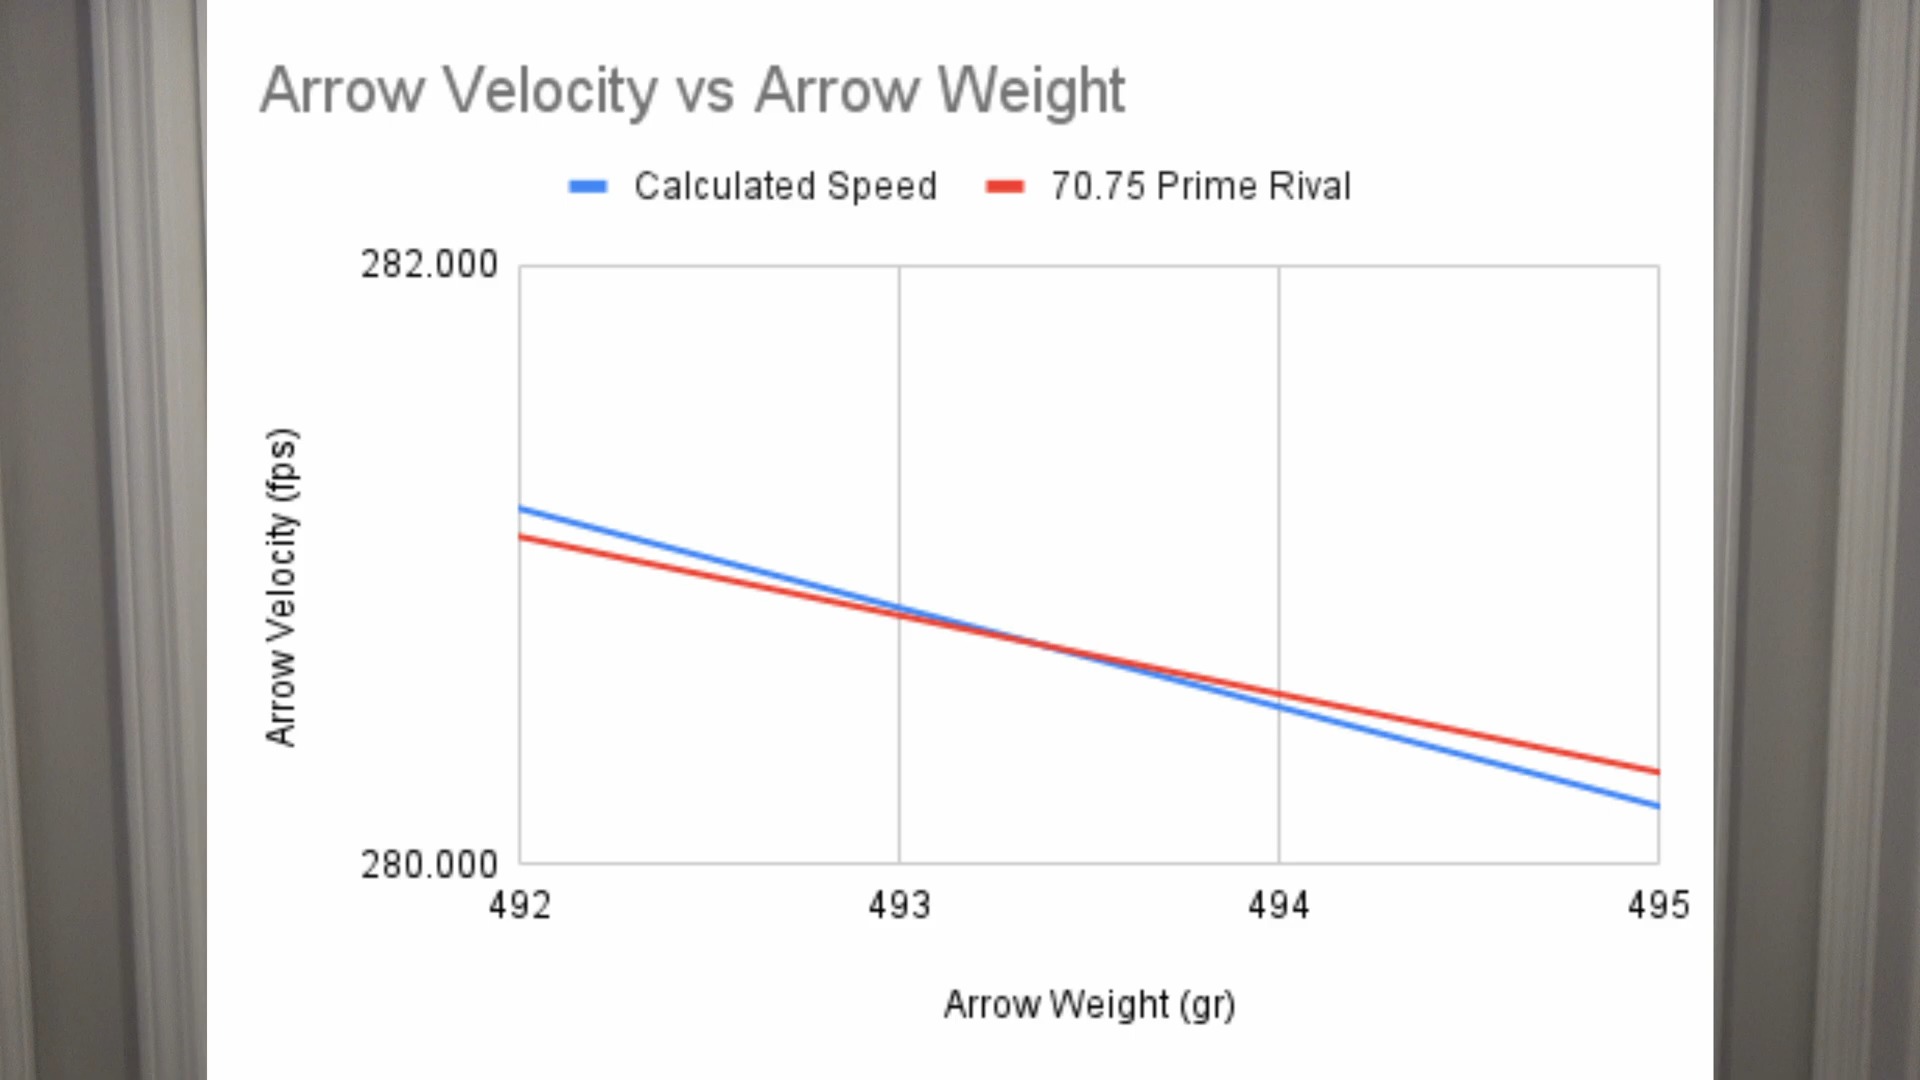 Arrow Velocity vs Arrow Weight
Calculated Speed 70.75 Prime Rival
282.000
Arrow Velocity (fps)
280.000
492 493 494 495
Arrow Weight (gr)